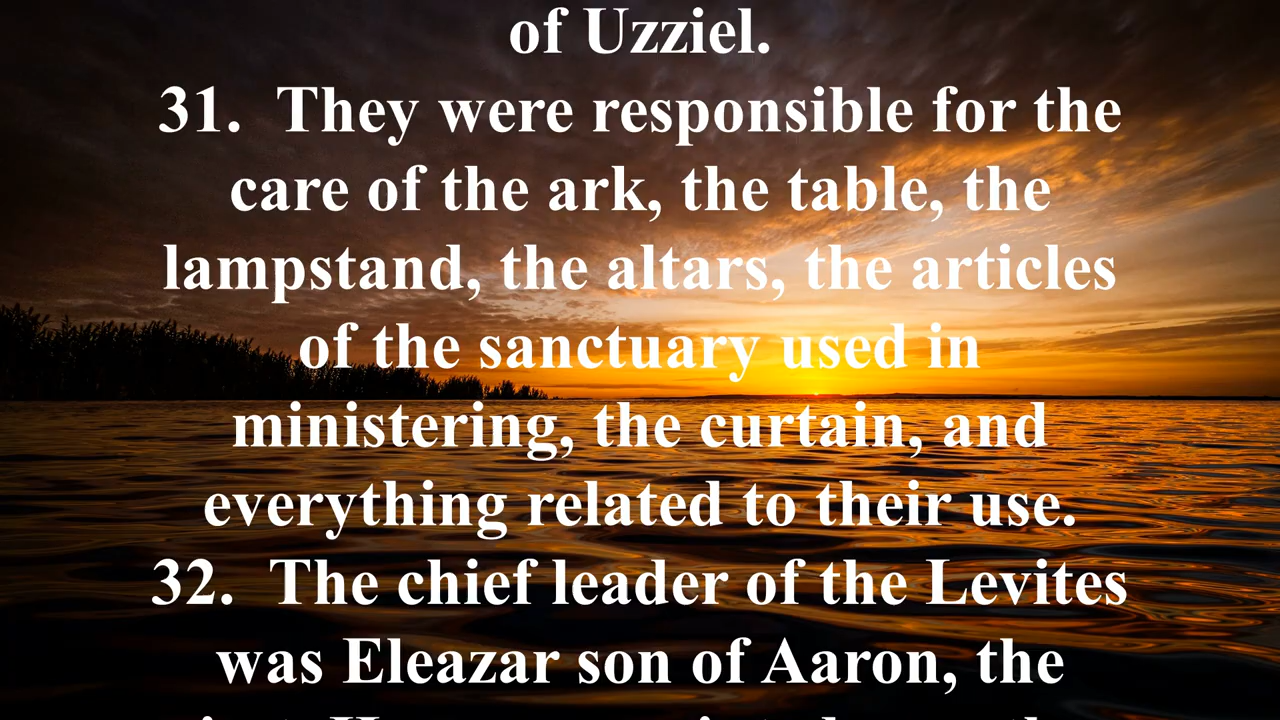 of Uzziel.
31.  They were responsible for the
care of the ark, the table, the
lampstand, the altars, the articles
of the sanctuary used in
ministering, the curtain, and
everything related to their use.
32.  The chief leader of the Levites
was Eleazar son of Aaron, the